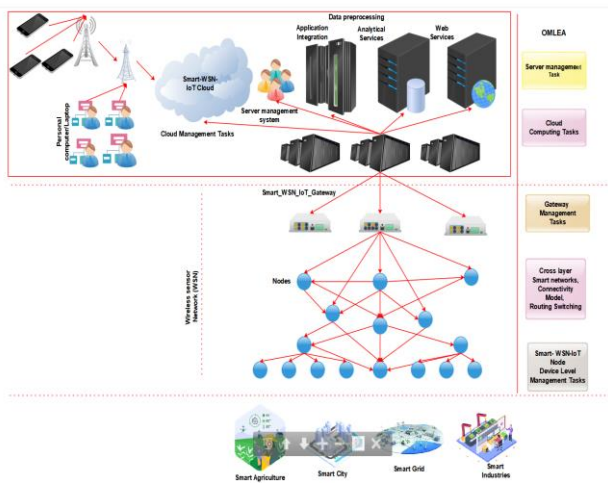 Data preprocessing
OMLEA
Application
Integration
Analytical
Services
Web
Services
Smart-WSN-
IoT Cloud
Server management
Task
Server management
system
Cloud Management Tasks
Cloud
Computing Tasks
Personal
computer/Laptop
Smart_WSN_IoT_Gateway
Gateway
Management
Tasks
Wireless sensor
Network (WSN)
Nodes
Cross layer
Smart networks,
Connectivity
Model,
Routing Switching
Smart- WSN-IoT
Node
Device Level
Management Tasks
Smart Agriculture
Smart City
Smart Grid
Smart
Industries